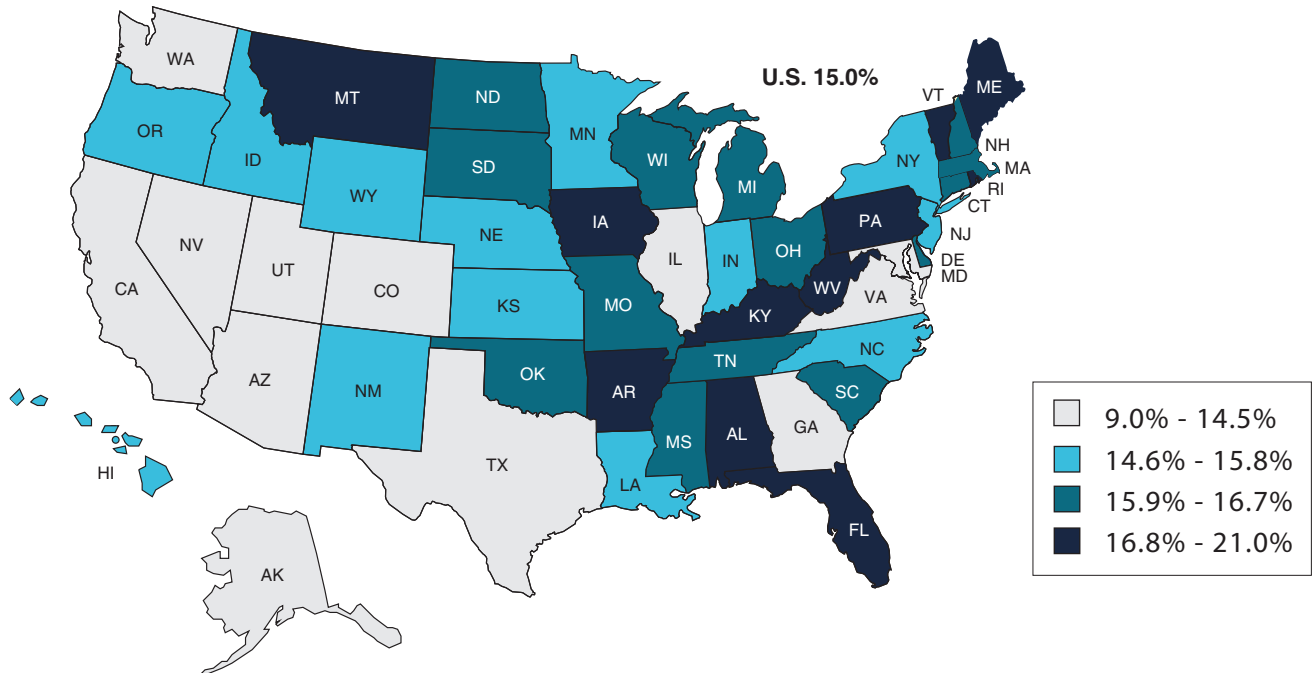 U.S. 15.0%
WA
MT
ND
MN
VT
ME
OR
ID
SD
WI
MI
NY
NH
MA
RI
CT
WY
IA
PA
NJ
NE
NV
UT
CO
IL
IN
OH
DE
MD
CA
KS
MO
KY
WV
VA
AZ
NM
OK
TN
NC
AR
SC
MS
AL
GA
TX
LA
HI
FL
AK
9.0% - 14.5%
14.6% - 15.8%
15.9% - 16.7%
16.8% - 21.0%